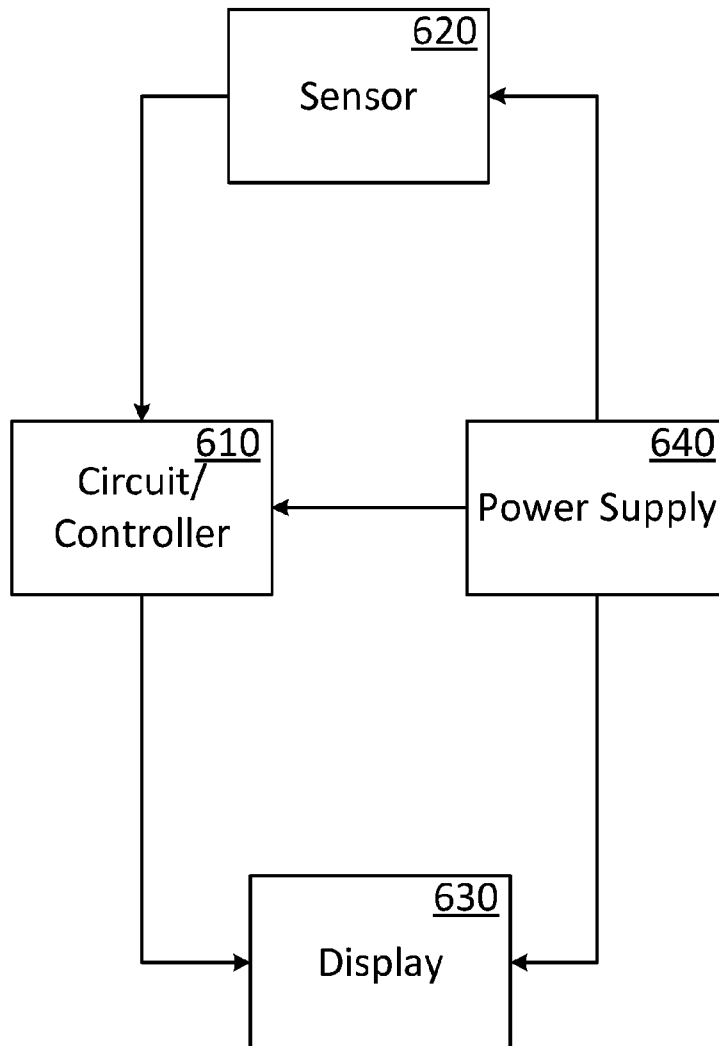 620
Sensor
610
Circuit/
Controller
640
Power Supply
630
Display